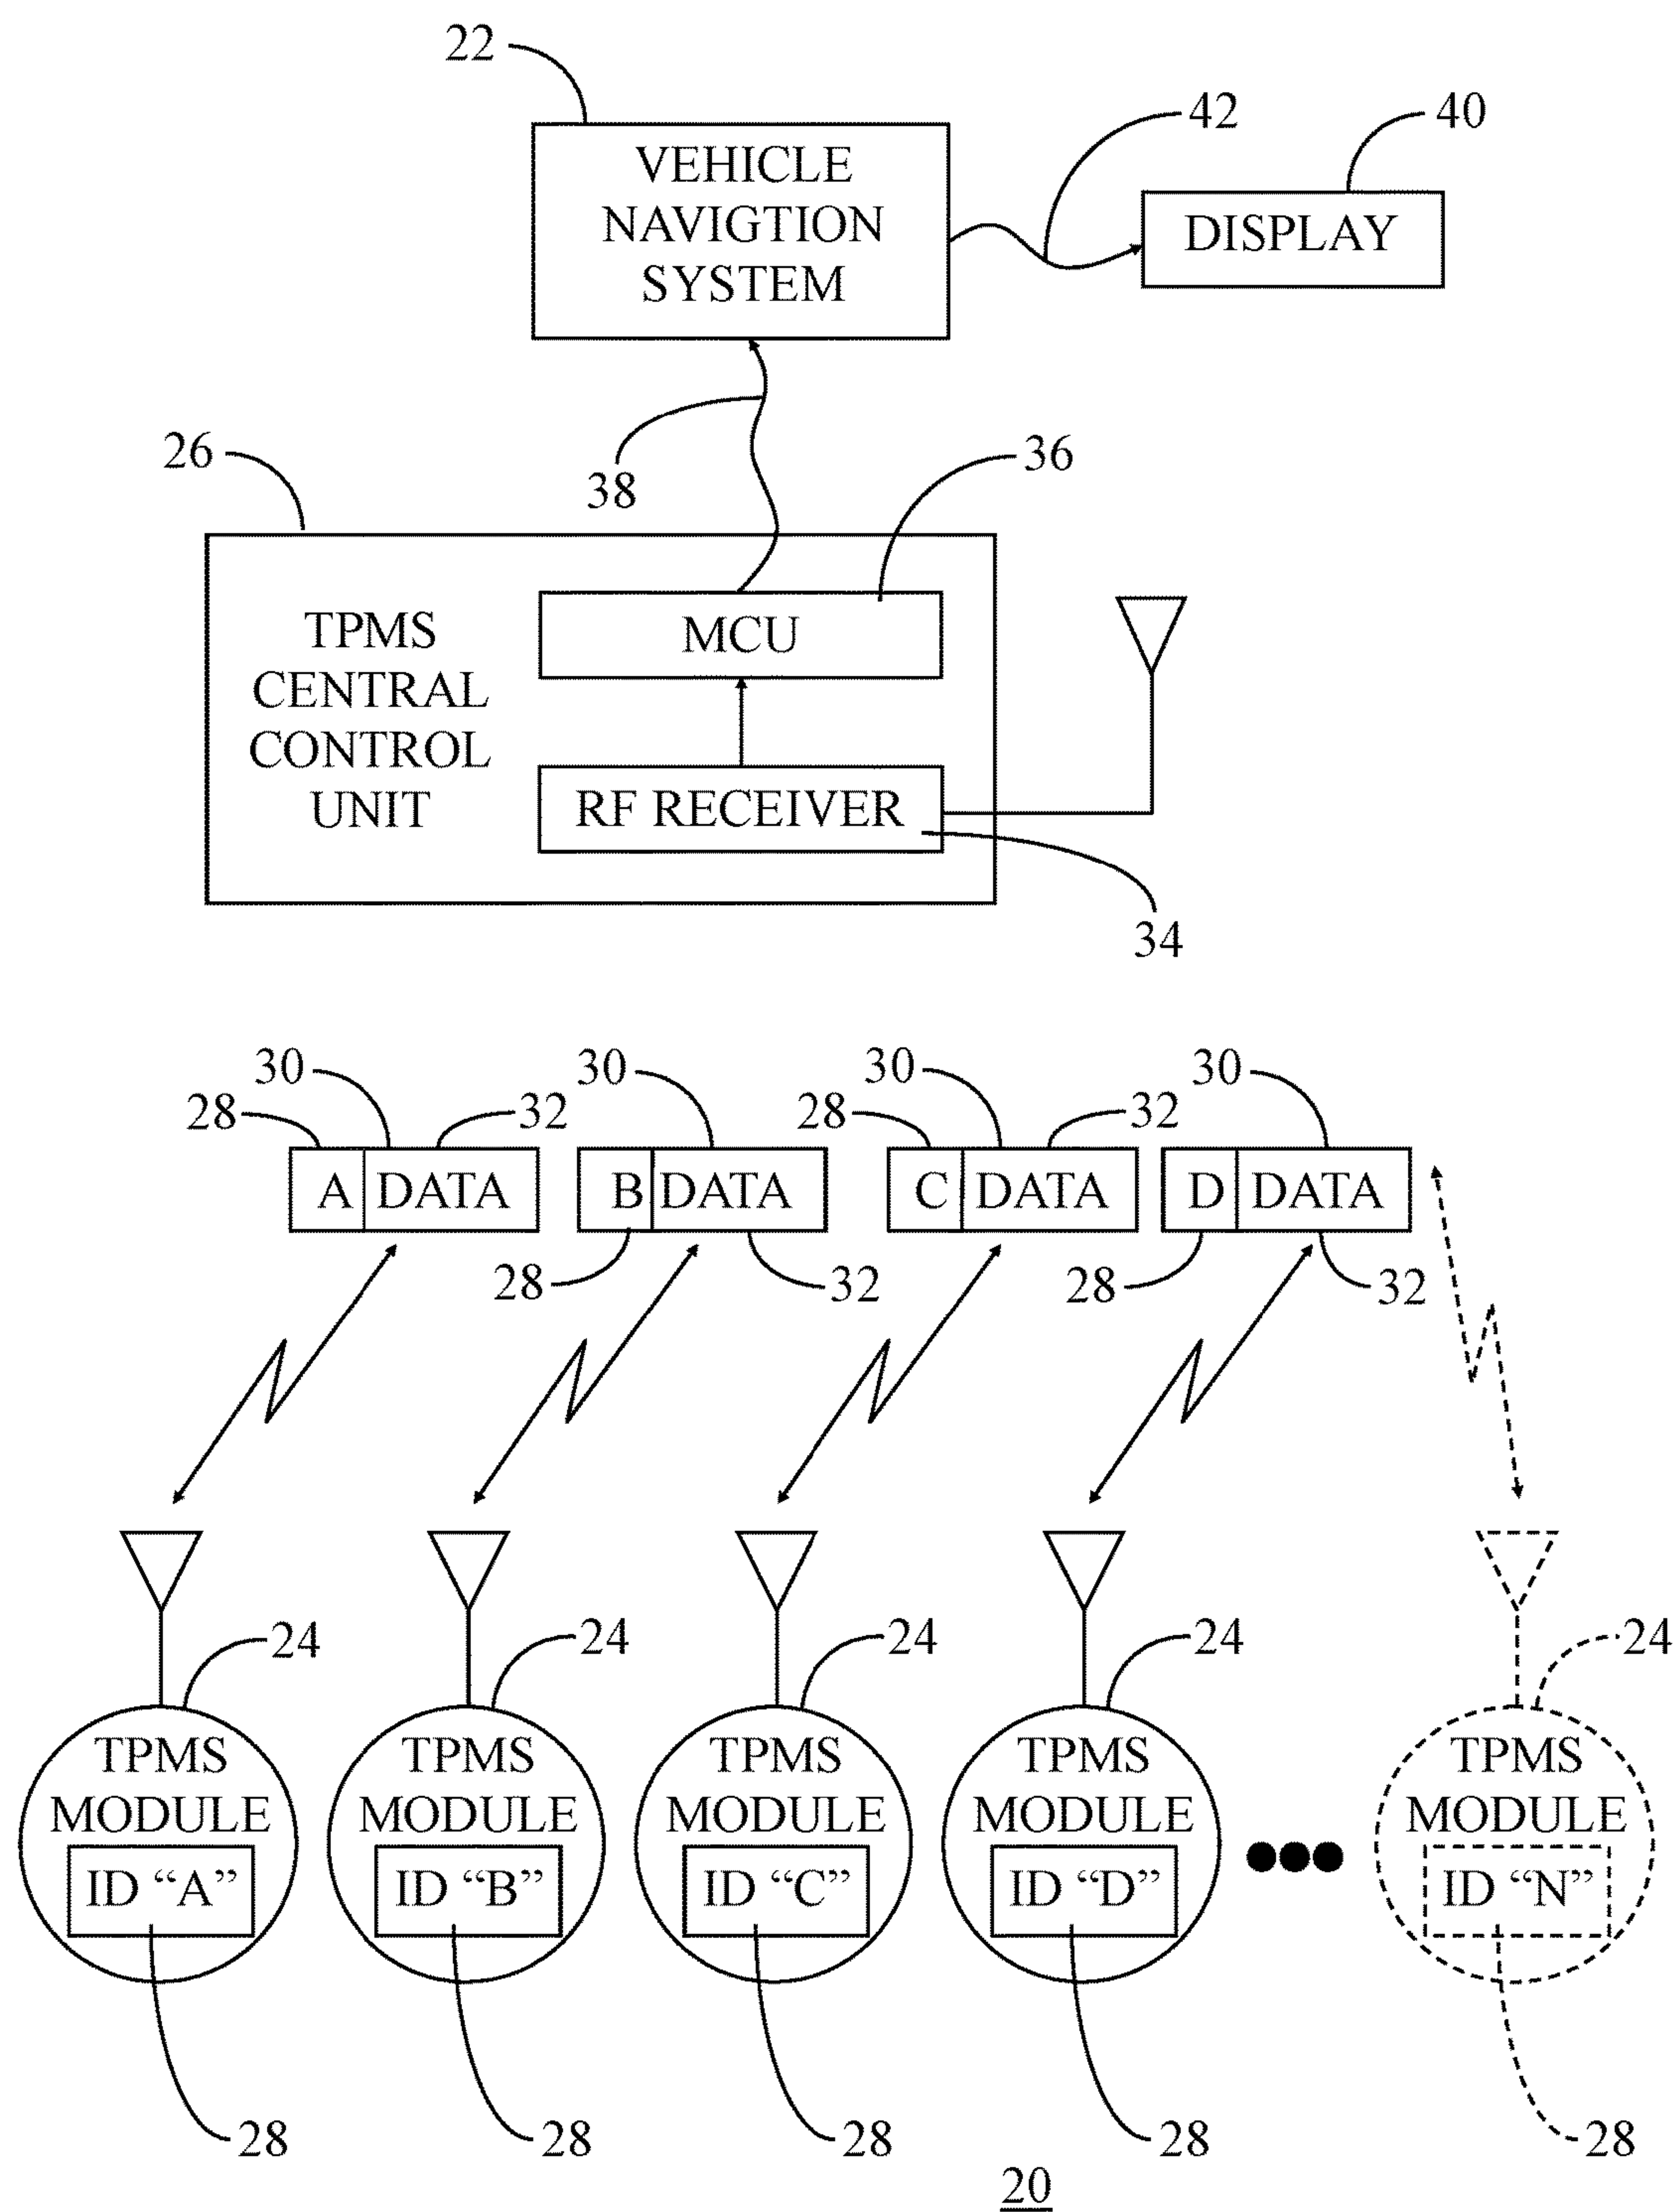 22
42
40
VEHICLE
NAVIGTION
SYSTEM
DISPLAY
26
38
36
TPMS
CENTRAL
CONTROL
UNIT
MCU
RF RECEIVER
34
30 30 30 30
28 32 28 32
A DATA B DATA C DATA D DATA
28 32 28 32
24 24 24 24 24
TPMS TPMS TPMS TPMS TPMS
MODULE MODULE MODULE MODULE MODULE
ID “A” ID “B” ID “C” ID “D” ID “N”
28 28 28 28 28
20